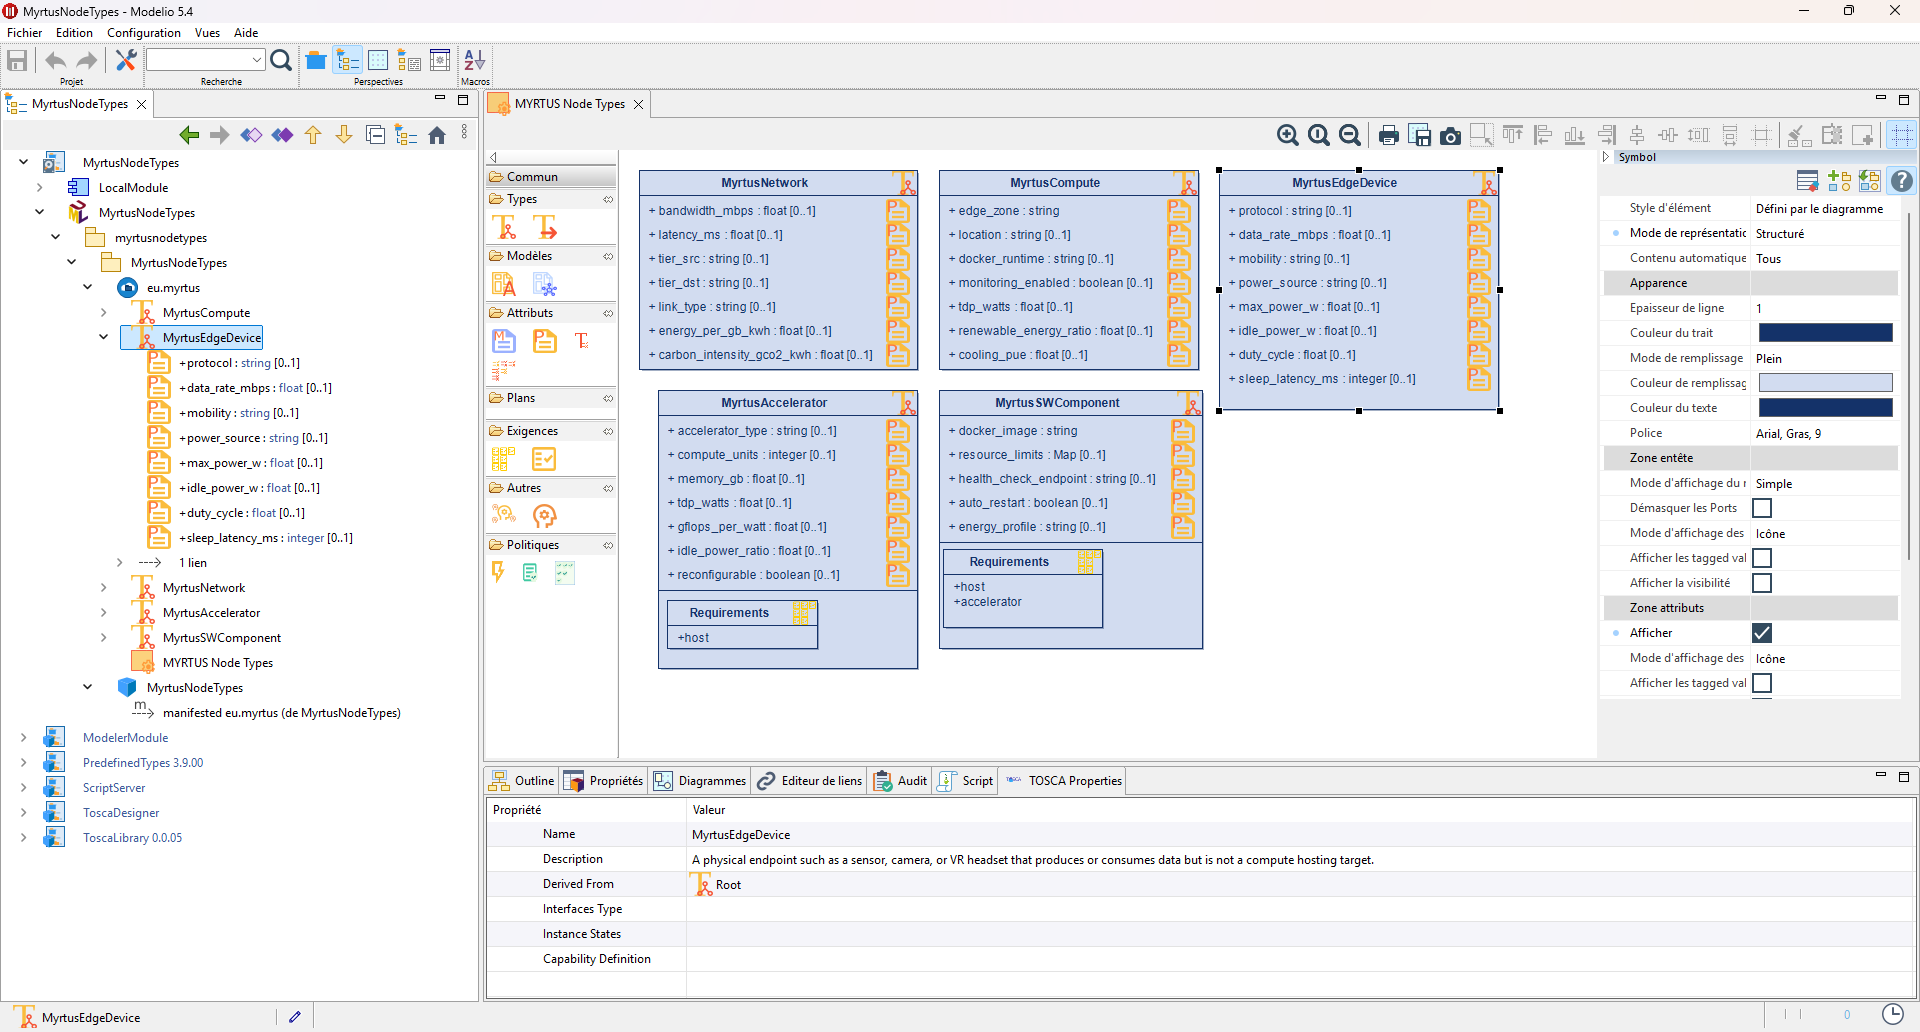 MyrtusNodeTypes - Modelio 5.4
Fichier Edition Configuration Vues Aide
Projet Recherche Perspectives Macros
MyrtusNodeTypes
MyrtusNodeTypes
LocalModule
MyrtusNodeTypes
myrtusnodetypes
MyrtusNodeTypes
eu.myrtus
MyrtusCompute
MyrtusEdgeDevice
+protocol : string [0..1]
+data_rate_mbps : float [0..1]
+mobility : string [0..1]
+power_source : string [0..1]
+max_power_w : float [0..1]
+idle_power_w : float [0..1]
+duty_cycle : float [0..1]
+sleep_latency_ms : integer [0..1]
1 lien
MyrtusNetwork
MyrtusAccelerator
MyrtusSWComponent
MYRTUS Node Types
MyrtusNodeTypes
m
manifested eu.myrtus (de MyrtusNodeTypes)
ModelerModule
PredefinedTypes 3.9.00
ScriptServer
ToscaDesigner
ToscaLibrary 0.0.05
MYRTUS Node Types
Commun
Types
Modèles
Attributs
Plans
Exigences
Autres
Politiques
MyrtusNetwork
+ bandwidth_mbps : float [0..1]
+ latency_ms : float [0..1]
+ tier_src : string [0..1]
+ tier_dst : string [0..1]
+ link_type : string [0..1]
+ energy_per_gb_kwh : float [0..1]
+ carbon_intensity_gco2_kwh : float [0..1]
MyrtusCompute
+ edge_zone : string
+ location : string [0..1]
+ docker_runtime : string [0..1]
+ monitoring_enabled : boolean [0..1]
+ tdp_watts : float [0..1]
+ renewable_energy_ratio : float [0..1]
+ cooling_pue : float [0..1]
MyrtusEdgeDevice
+ protocol : string [0..1]
+ data_rate_mbps : float [0..1]
+ mobility : string [0..1]
+ power_source : string [0..1]
+ max_power_w : float [0..1]
+ idle_power_w : float [0..1]
+ duty_cycle : float [0..1]
+ sleep_latency_ms : integer [0..1]
MyrtusAccelerator
+ accelerator_type : string [0..1]
+ compute_units : integer [0..1]
+ memory_gb : float [0..1]
+ tdp_watts : float [0..1]
+ gflops_per_watt : float [0..1]
+ idle_power_ratio : float [0..1]
+ reconfigurable : boolean [0..1]
Requirements
+host
MyrtusSWComponent
+ docker_image : string
+ resource_limits : Map [0..1]
+ health_check_endpoint : string [0..1]
+ auto_restart : boolean [0..1]
+ energy_profile : string [0..1]
Requirements
+host
+accelerator
Symbol
Style d'élément Défini par le diagramme
Mode de représentatic Structuré
Contenu automatique Tous
Apparence
Epaisseur de ligne 1
Couleur du trait
Mode de remplissage Plein
Couleur de remplissag
Couleur du texte
Police Arial, Gras, 9
Zone entête
Mode d'affichage du r Simple
Démasquer les Ports
Mode d'affichage des Icône
Afficher les tagged val
Afficher la visibilité
Zone attributs
Afficher
Mode d'affichage des Icône
Afficher les tagged val
Outline Propriétés Diagrammes Editeur de liens Audit Script TOSCA TOSCA Properties
Propriété Valeur
Name MyrtusEdgeDevice
Description A physical endpoint such as a sensor, camera, or VR headset that produces or consumes data but is not a compute hosting target.
Derived From Root
Interfaces Type
Instance States
Capability Definition
MyrtusEdgeDevice
0